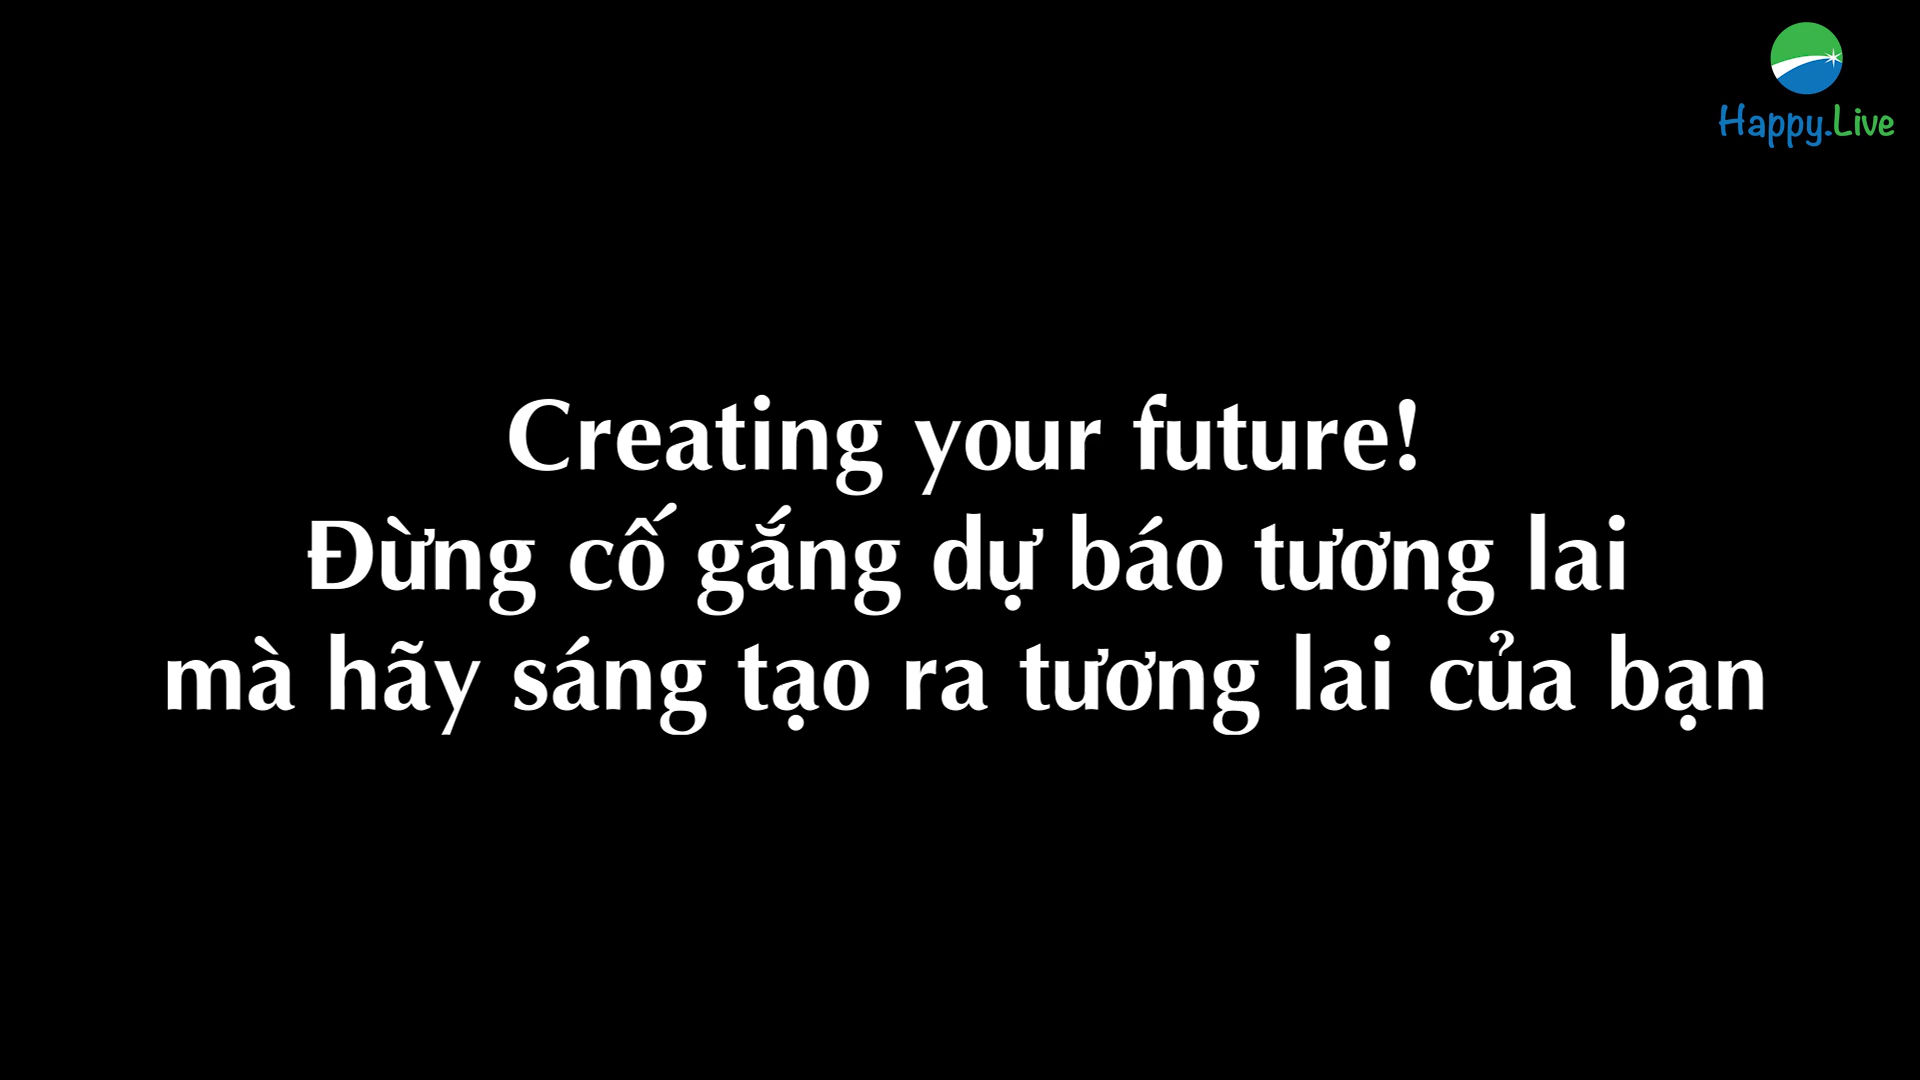 Happy.Live
Creating your future!
Đừng cố gắng dự báo tương lai
mà hãy sáng tạo ra tương lai của bạn